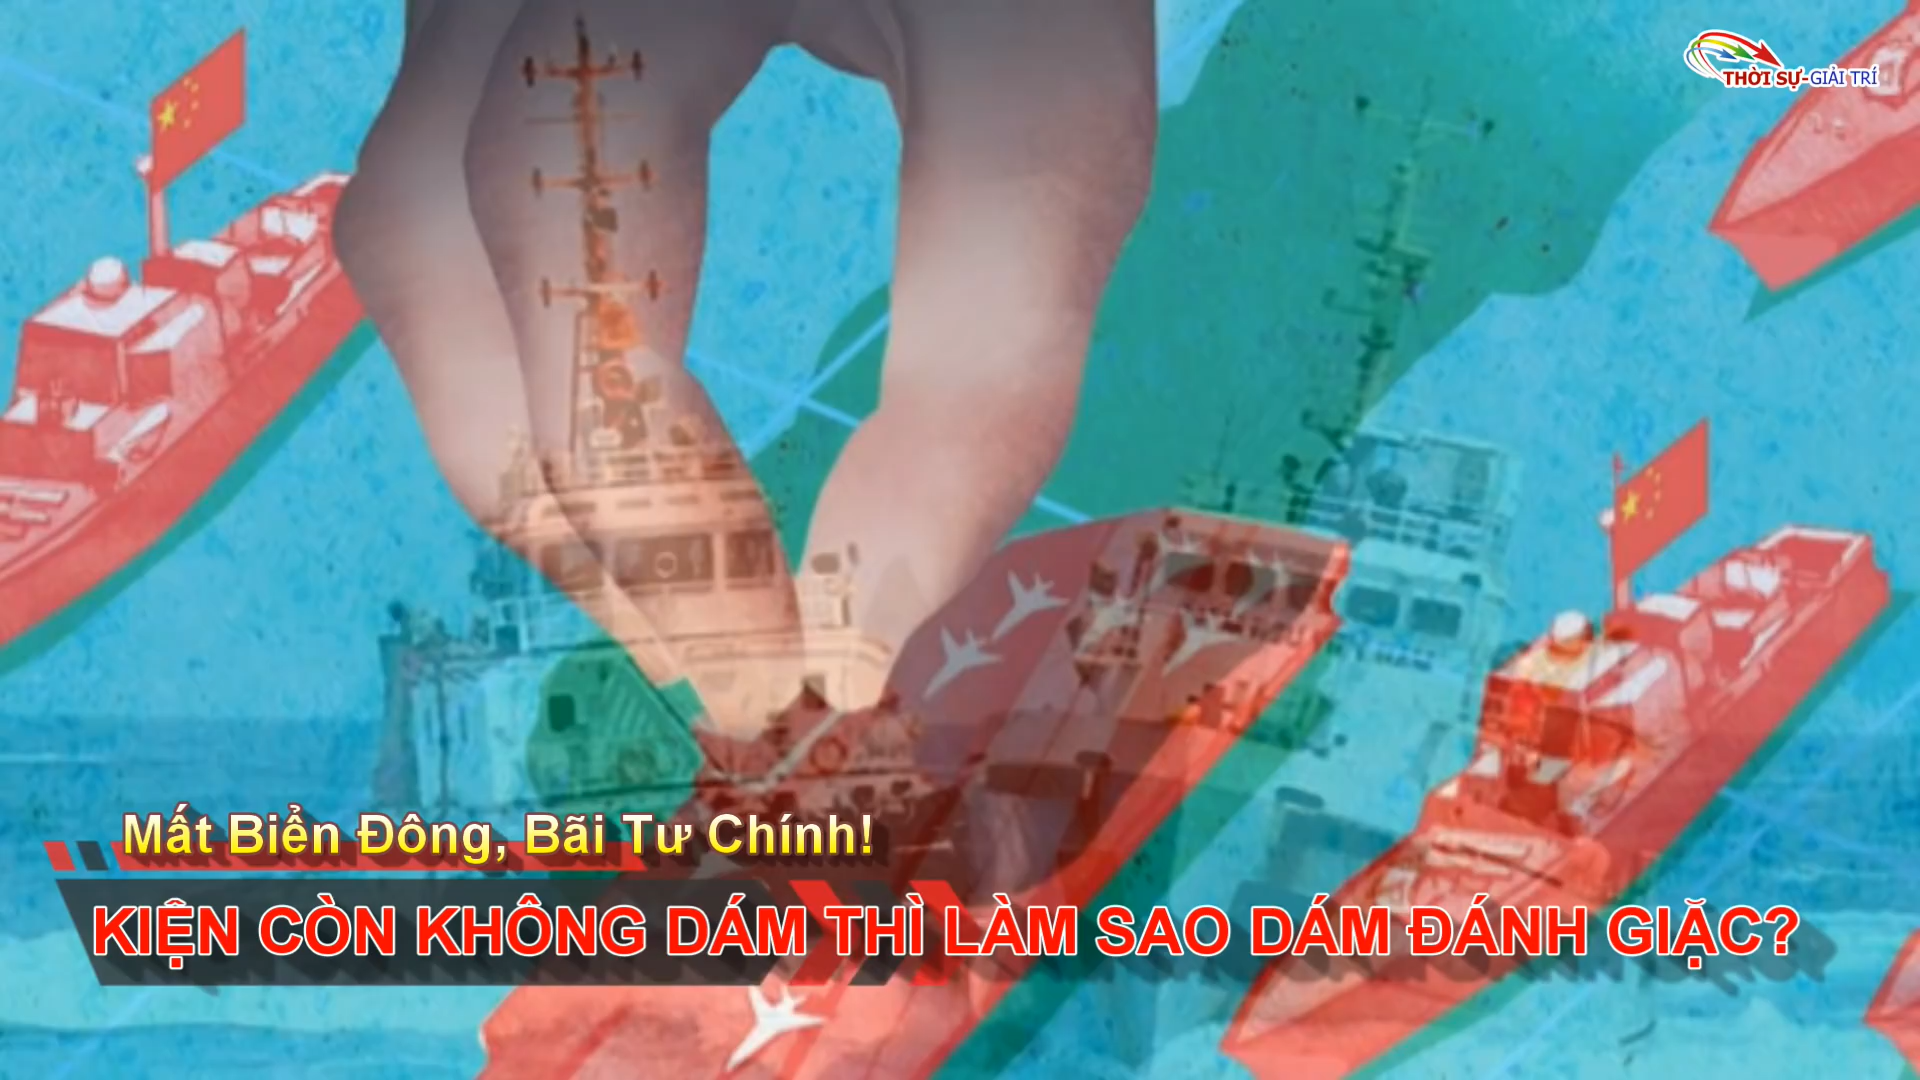 THỜI SỰ-GIẢI TRÍ
Mất Biển Đông, Bãi Tư Chính!
KIỆN CÒN KHÔNG DÁM THÌ LÀM SAO DÁM ĐÁNH GIẶC?